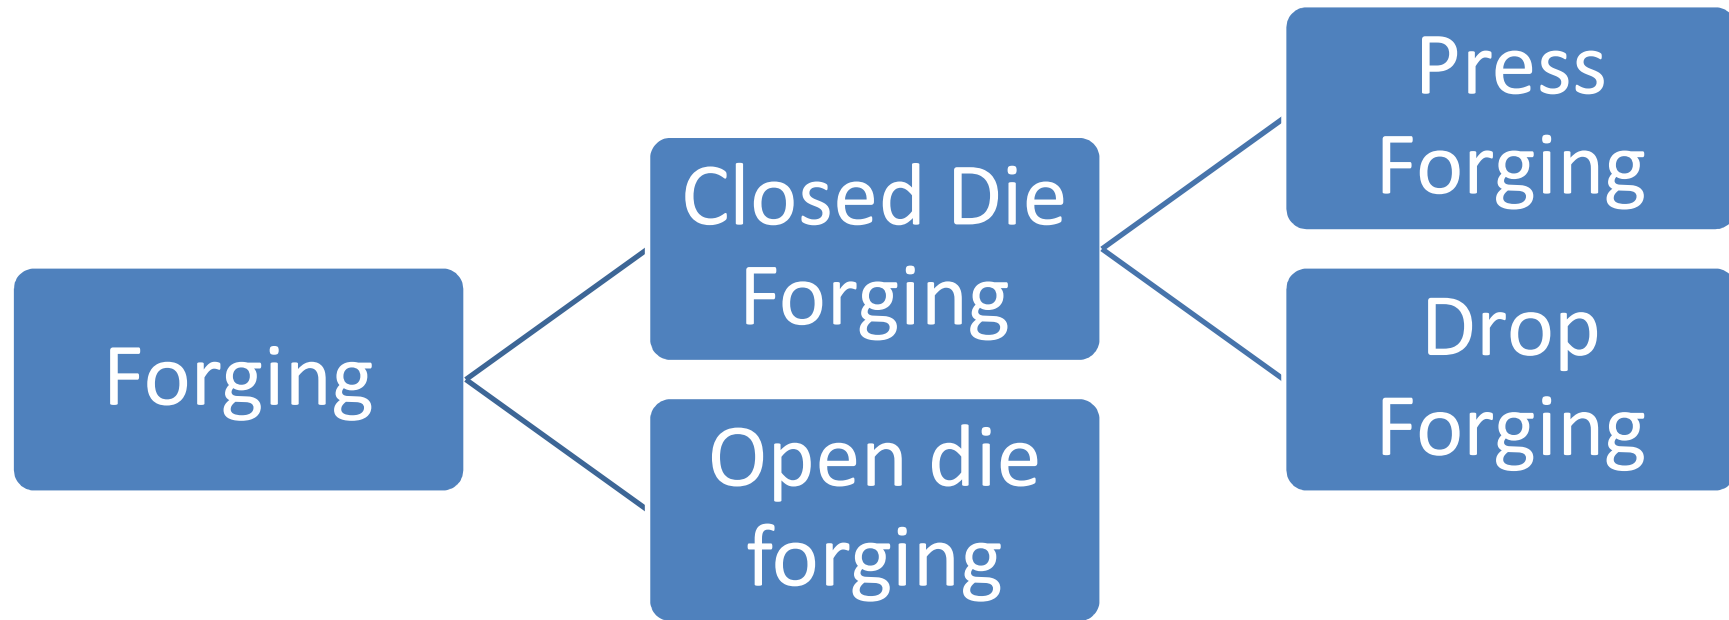 Forging
Closed Die
Forging
Open die
forging
Press
Forging
Drop
Forging